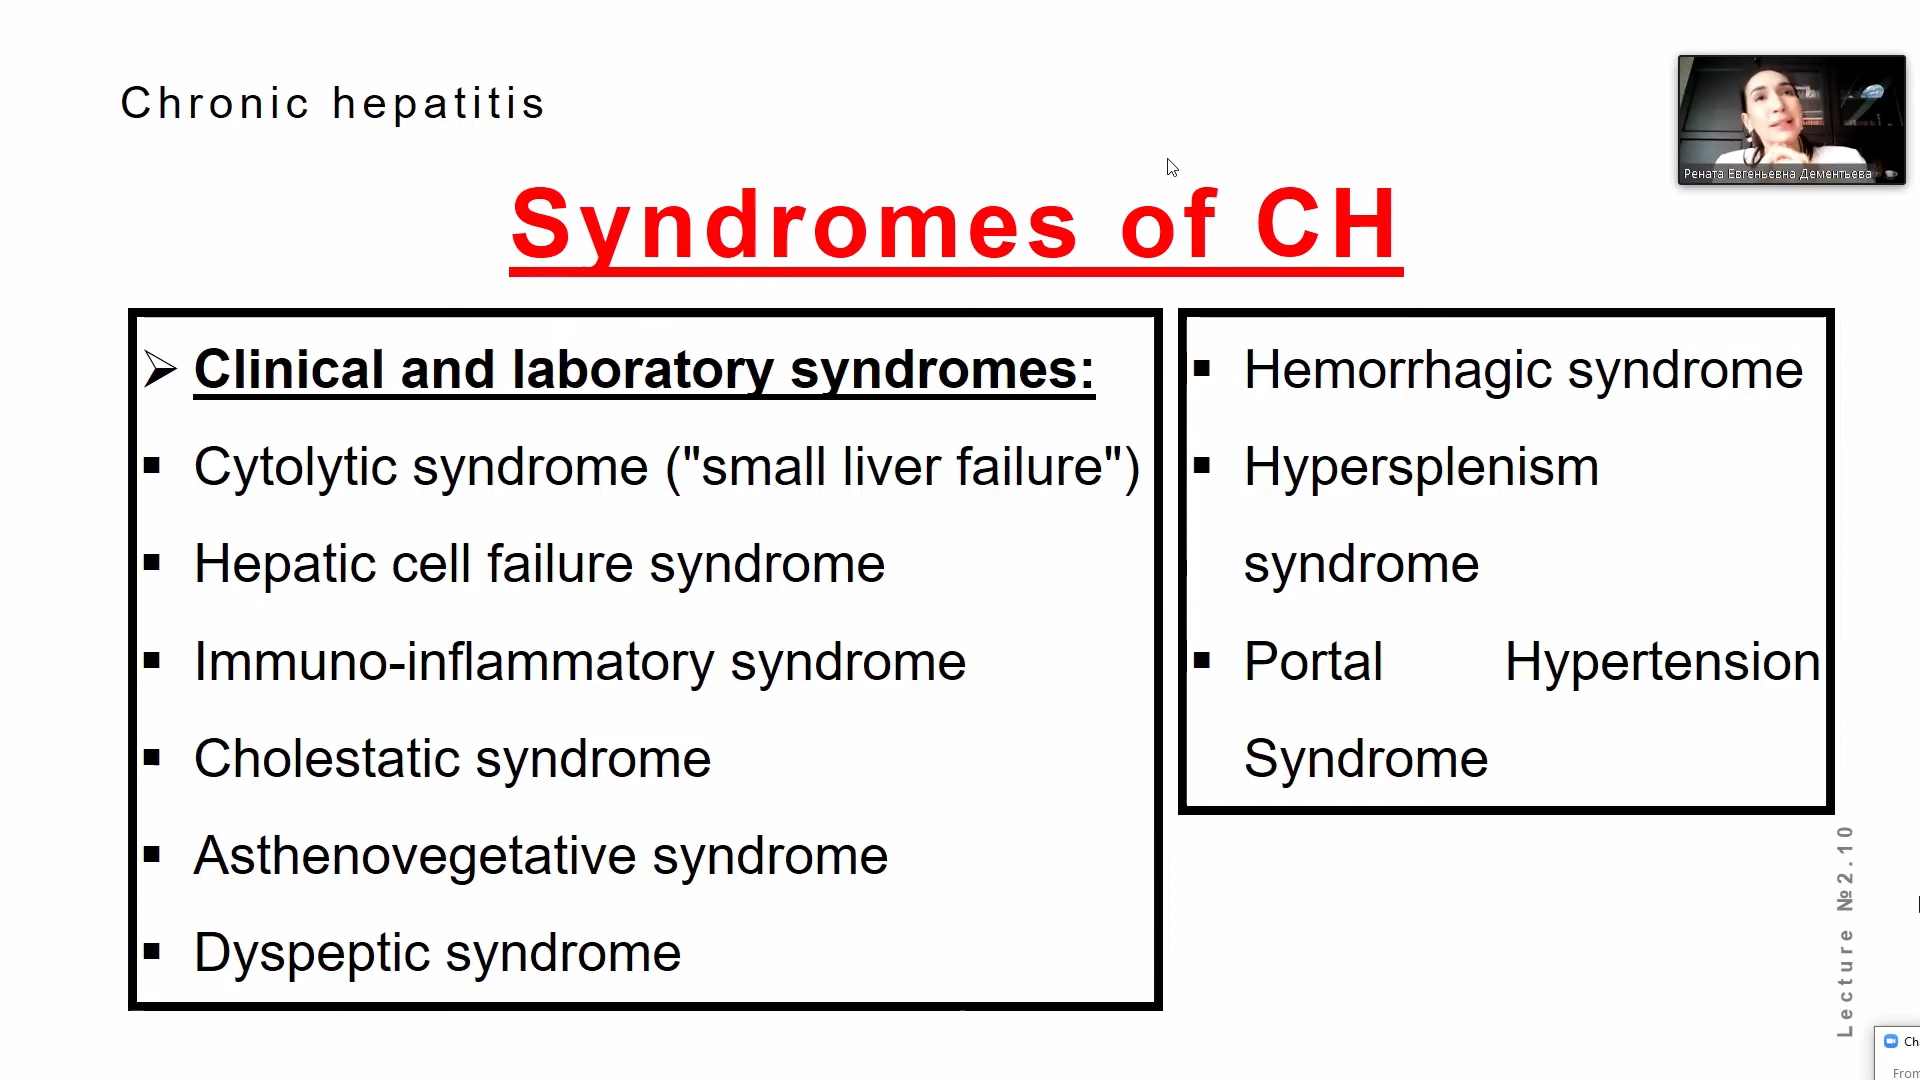 Chronic hepatitis
Рената Евгеньевна Дементьева
Syndromes of CH
➢ Clinical and laboratory syndromes:
▪ Cytolytic syndrome ("small liver failure")
▪ Hepatic cell failure syndrome
▪ Immuno-inflammatory syndrome
▪ Cholestatic syndrome
▪ Asthenovegetative syndrome
▪ Dyspeptic syndrome
▪ Hemorrhagic syndrome
▪ Hypersplenism
syndrome
▪ Portal Hypertension
Syndrome
Lecture №2.10
From